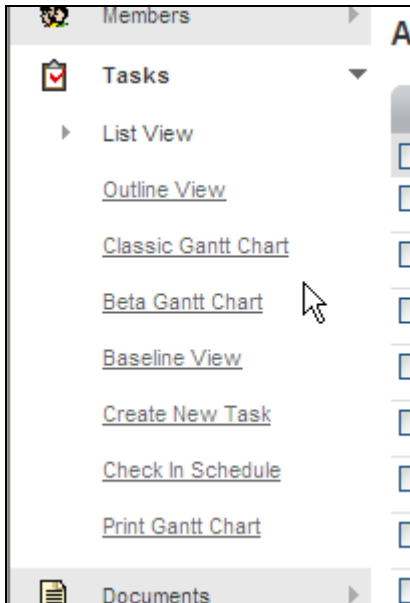 Members
A
Tasks
List View
Outline View
Classic Gantt Chart
Beta Gantt Chart
Baseline View
Create New Task
Check In Schedule
Print Gantt Chart
Documents